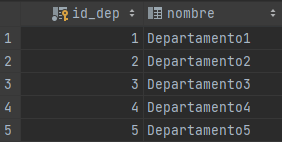 id_dep nombre
1 1 Departamento1
2 2 Departamento2
3 3 Departamento3
4 4 Departamento4
5 5 Departamento5